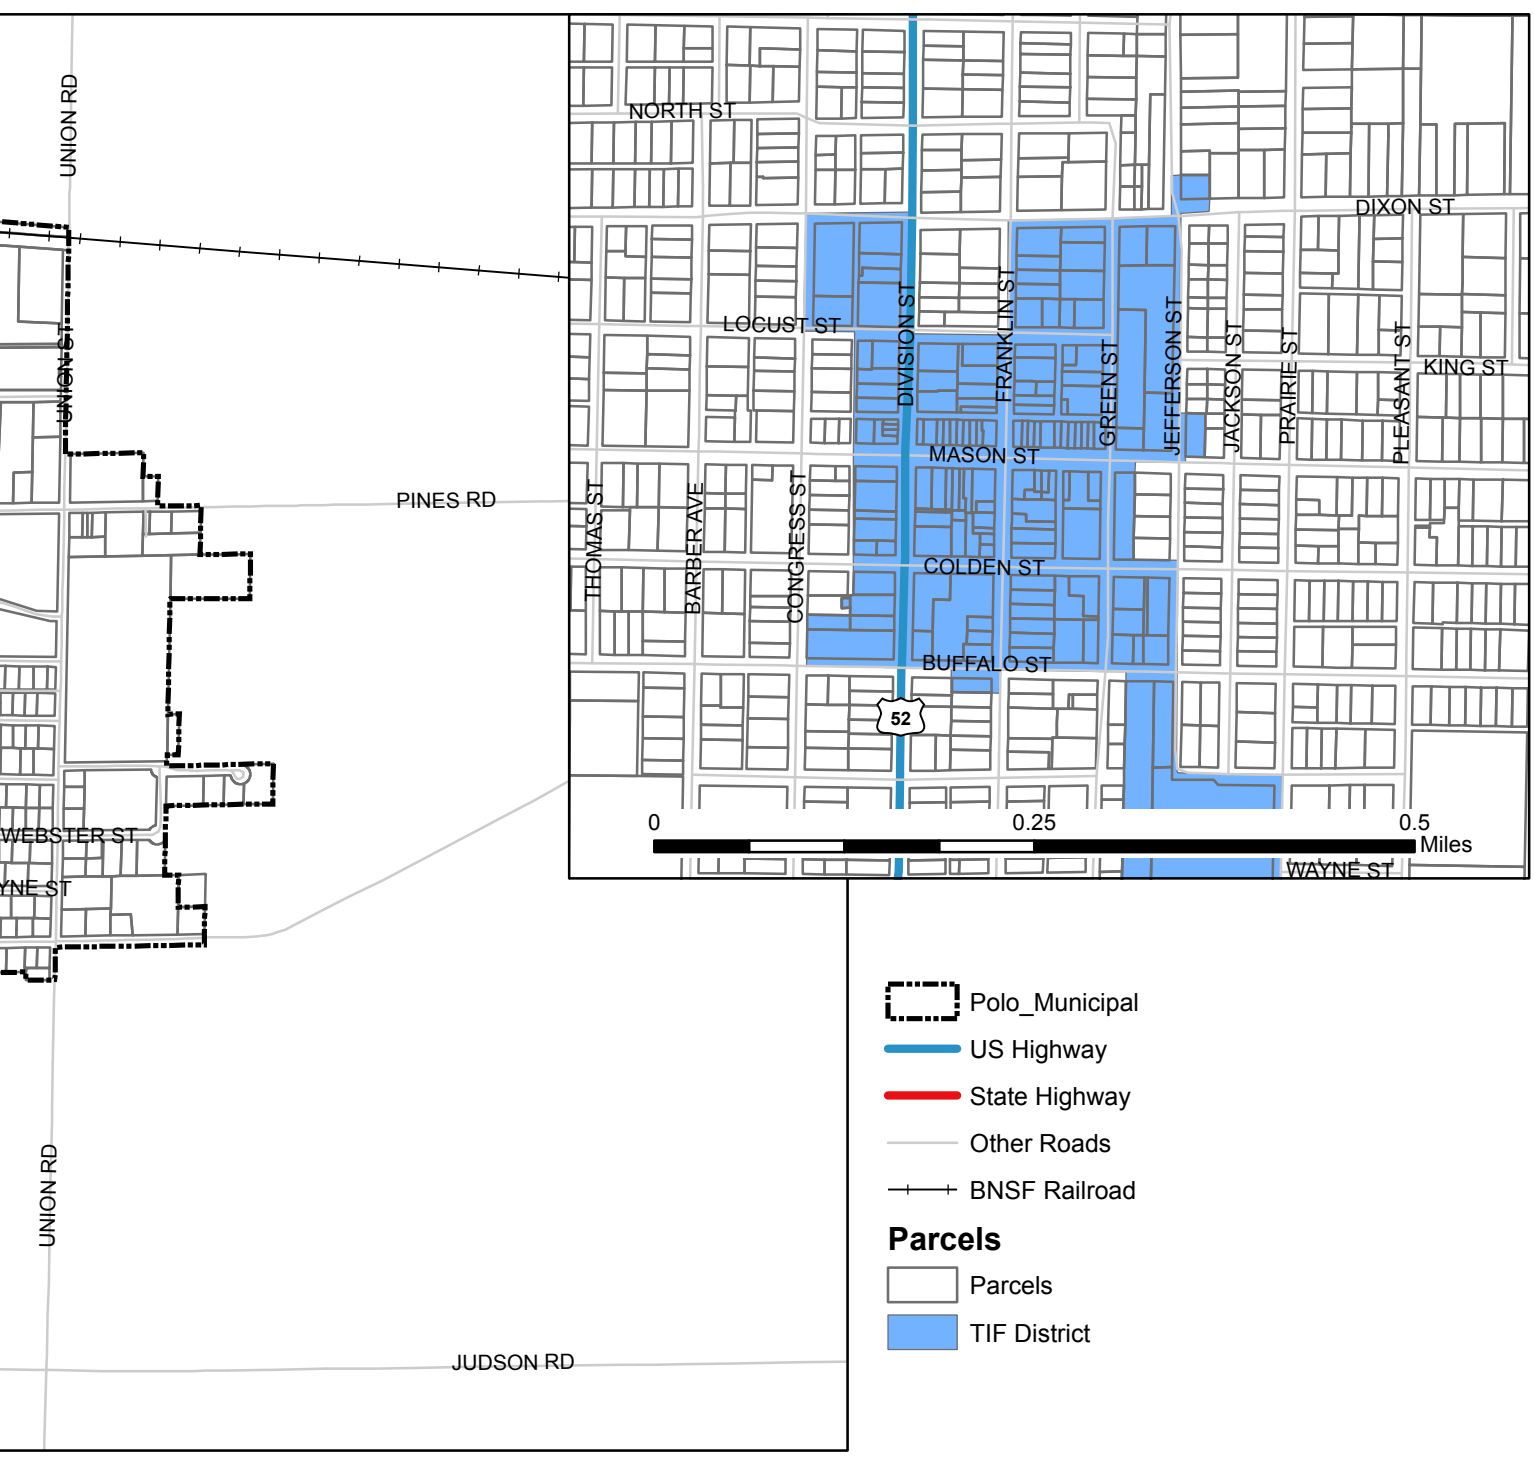 UNION RD
NORTH ST
DIXON ST
UNION ST
LOCUST ST
DIVISION ST
FRANKLIN ST
GREEN ST
JEFFERSON ST
JACKSON ST
PRAIRIE ST
PLEASANT ST
KING ST
MASON ST
PINES RD
THOMAS ST
BARBER AVE
CONGRESS ST
COLDEN ST
BUFFALO ST
52
0 0.25 0.5
Miles
WEBSTER ST
WAYNE ST
YNE ST
Polo_Municipal
US Highway
State Highway
Other Roads
BNSF Railroad
UNION RD
Parcels
Parcels
TIF District
JUDSON RD